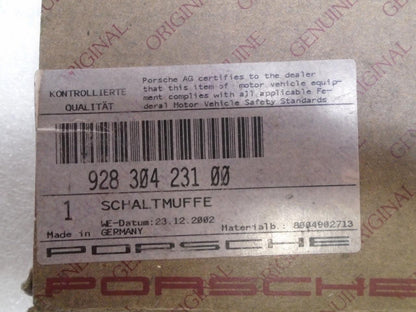 GENUINE
ORIGINAL
KONTROLLIERTE
QUALITÄT
Porsche AG certifies to the dealer
that this item of motor vehicle equip-
ment complies with all applicable Fe-
deral Motor Vehicle Safety Standards
928 304 231 00
1 SCHALTMUFFE
WE-Datum:23.12.2002
Materialb.: 8004902713
Made in GERMANY
PORSCHE
PORSCHE